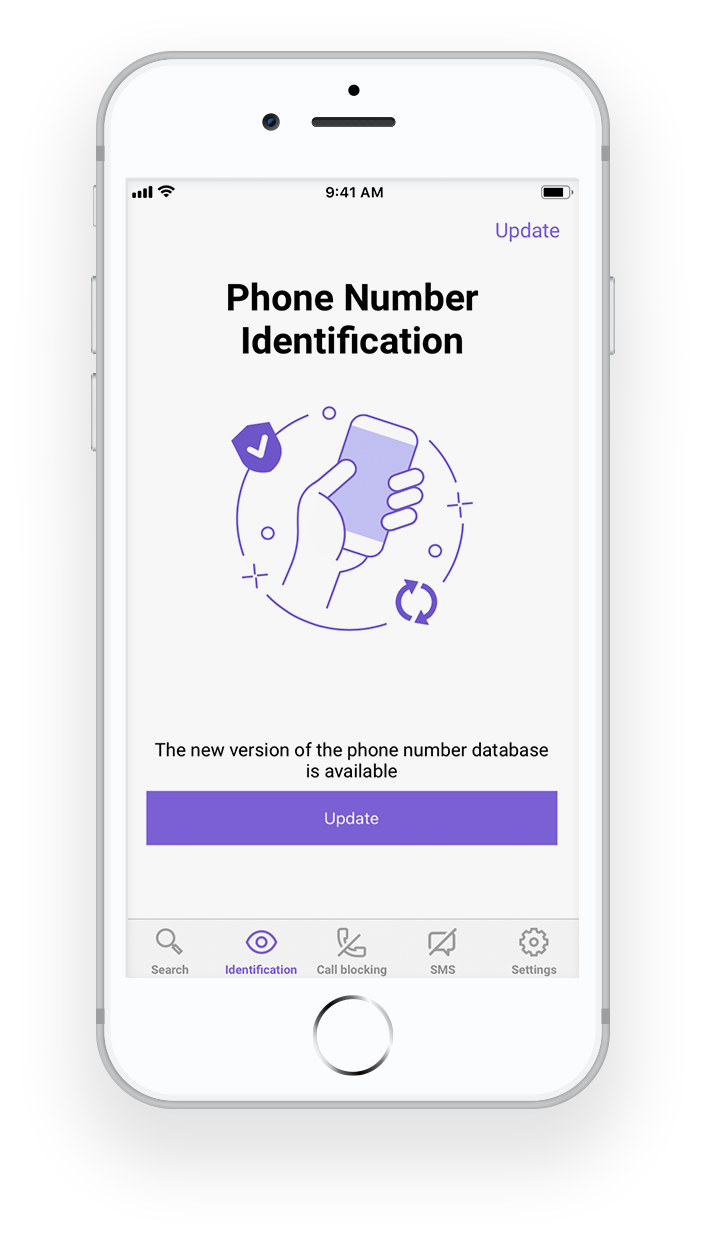 9:41 AM
Update
Phone Number
Identification
The new version of the phone number database
is available
Update
Search
Identification
Call blocking
SMS
Settings